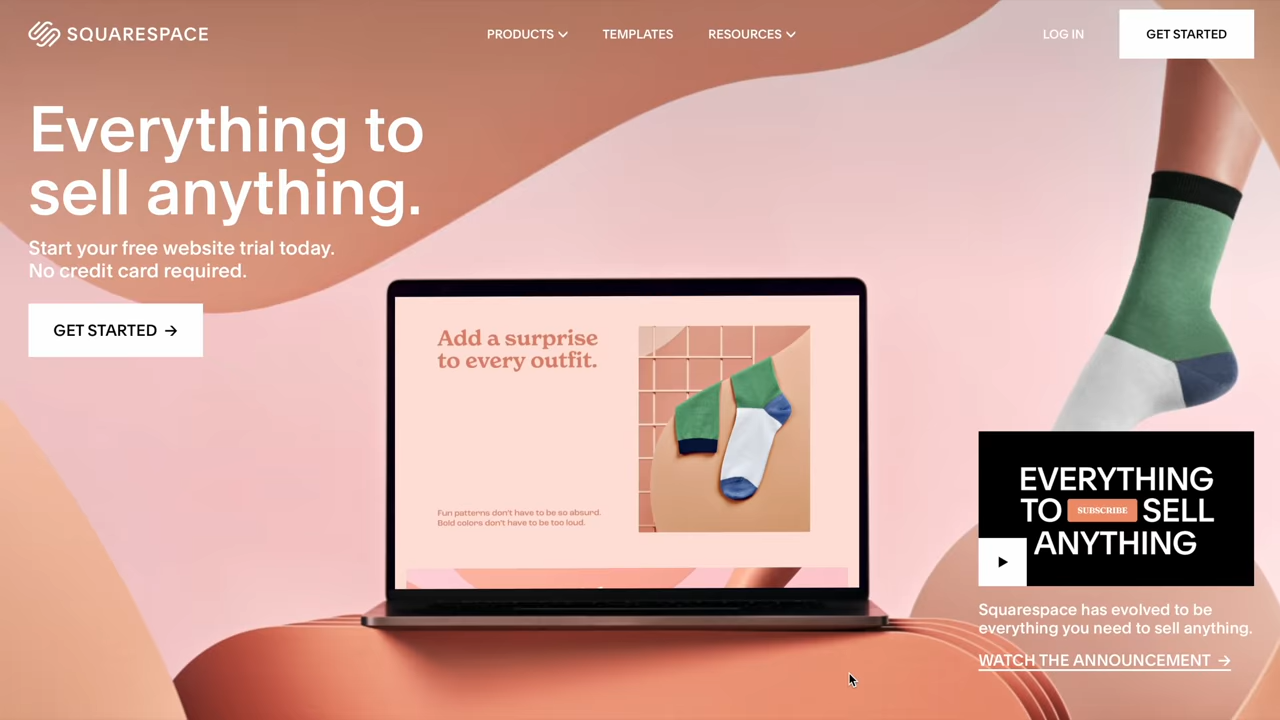 SQUARESPACE
PRODUCTS
TEMPLATES
RESOURCES
LOG IN
GET STARTED
Everything to
sell anything.
Start your free website trial today.
No credit card required.
GET STARTED →
Add a surprise
to every outfit.
Fun patterns don't have to be so absurd.
Bold colors don't have to be too loud.
EVERYTHING
TO SUBSCRIBE SELL
ANYTHING
Squarespace has evolved to be
everything you need to sell anything.
WATCH THE ANNOUNCEMENT →